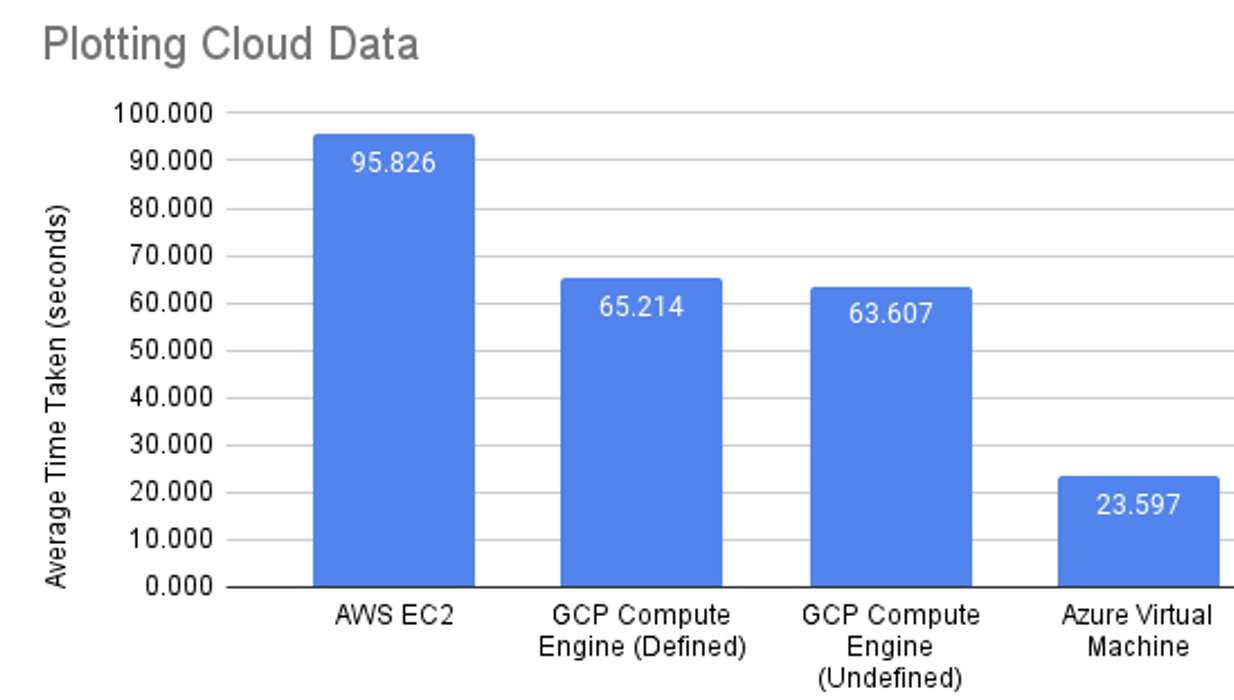 Plotting Cloud Data
Average Time Taken (seconds)
100.000
90.000
80.000
70.000
60.000
50.000
40.000
30.000
20.000
10.000
0.000
95.826
65.214
63.607
23.597
AWS EC2
GCP Compute
Engine (Defined)
GCP Compute
Engine
(Undefined)
Azure Virtual
Machine